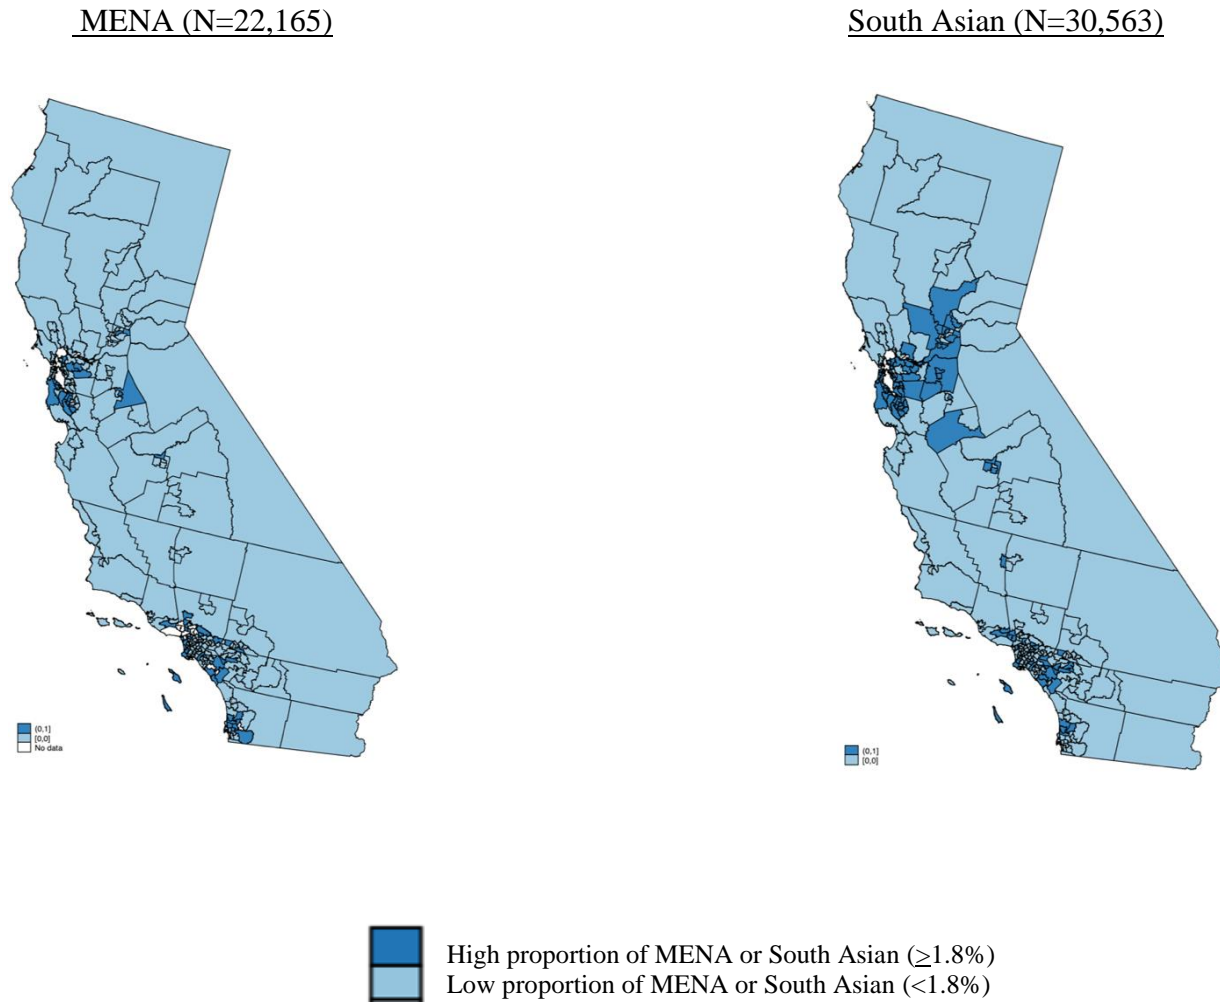 MENA (N=22,165)
South Asian (N=30,563)
(0,1]
[0,0]
No data
(0,1]
[0,0]
High proportion of MENA or South Asian (≥1.8%)
Low proportion of MENA or South Asian (<1.8%)